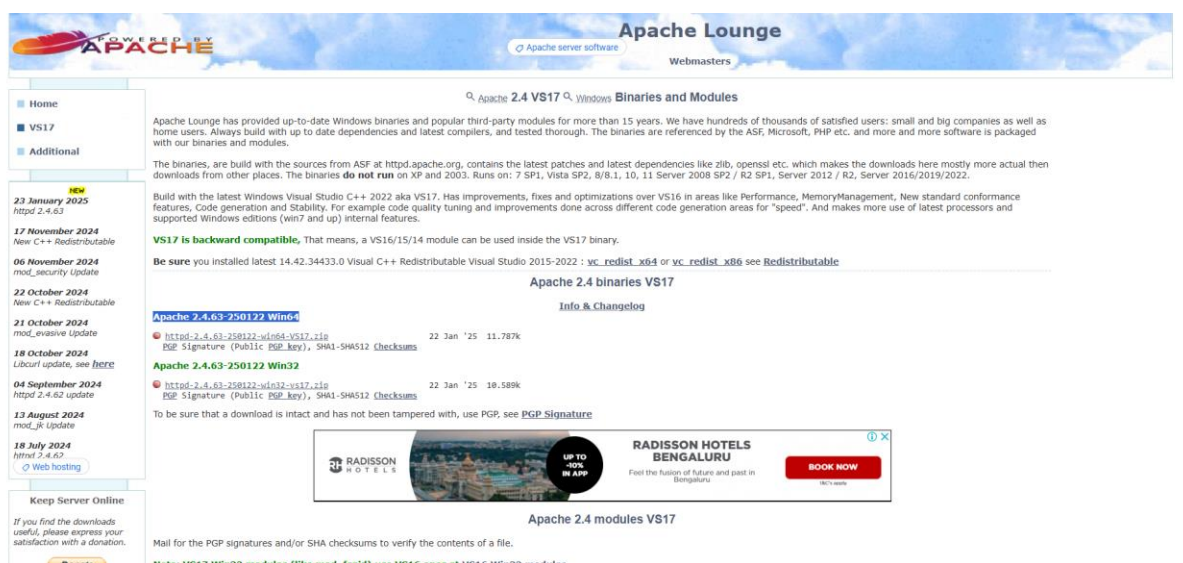 POWERED BY
APACHE
Apache Lounge
Apache server software
Webmasters
Home
VS17
Additional
NEW
23 January 2025
httpd 2.4.63
17 November 2024
New C++ Redistributable
06 November 2024
mod_security Update
22 October 2024
New C++ Redistributable
21 October 2024
mod_evasive Update
18 October 2024
Libcurl update, see here
04 September 2024
httpd 2.4.62 update
13 August 2024
mod_jk Update
18 July 2024
httpd 2.4.62
Web hosting
Keep Server Online
If you find the downloads
useful, please express your
satisfaction with a donation.
Apache 2.4 VS17 Windows Binaries and Modules
Apache Lounge has provided up-to-date Windows binaries and popular third-party modules for more than 15 years. We have hundreds of thousands of satisfied users: small and big companies as well as
home users. Always build with up to date dependencies and latest compilers, and tested thorough. The binaries are referenced by the ASF, Microsoft, PHP etc. and more and more software is packaged
with our binaries and modules.
The binaries, are build with the sources from ASF at httpd.apache.org, contains the latest patches and latest dependencies like zlib, openssl etc. which makes the downloads here mostly more actual then
downloads from other places. The binaries do not run on XP and 2003. Runs on: 7 SP1, Vista SP2, 8/8.1, 10, 11 Server 2008 SP2 / R2 SP1, Server 2012 / R2, Server 2016/2019/2022.
Build with the latest Windows Visual Studio C++ 2022 aka VS17. Has improvements, fixes and optimizations over VS16 in areas like Performance, MemoryManagement, New standard conformance
features, Code generation and Stability. For example code quality tuning and improvements done across different code generation areas for "speed". And makes more use of latest processors and
supported Windows editions (win7 and up) internal features.
VS17 is backward compatible, That means, a VS16/15/14 module can be used inside the VS17 binary.
Be sure you installed latest 14.42.34433.0 Visual C++ Redistributable Visual Studio 2015-2022 : vc_redist_x64 or vc_redist_x86 see Redistributable
Apache 2.4 binaries VS17
Info & Changelog
Apache 2.4.63-250122 Win64
httpd-2.4.63-250122-win64-VS17.zip 22 Jan '25 11.787k
PGP Signature (Public PGP key), SHA1-SHA512 Checksums
Apache 2.4.63-250122 Win32
httpd-2.4.63-250122-win32-vs17.zip 22 Jan '25 10.589k
PGP Signature (Public PGP key), SHA1-SHA512 Checksums
To be sure that a download is intact and has not been tampered with, use PGP, see PGP Signature
RADISSON
HOTELS
UP TO
-10%
IN APP
RADISSON HOTELS
BENGALURU
Feel the fusion of future and past in
Bengaluru
BOOK NOW
Apache 2.4 modules VS17
Mail for the PGP signatures and/or SHA checksums to verify the contents of a file.